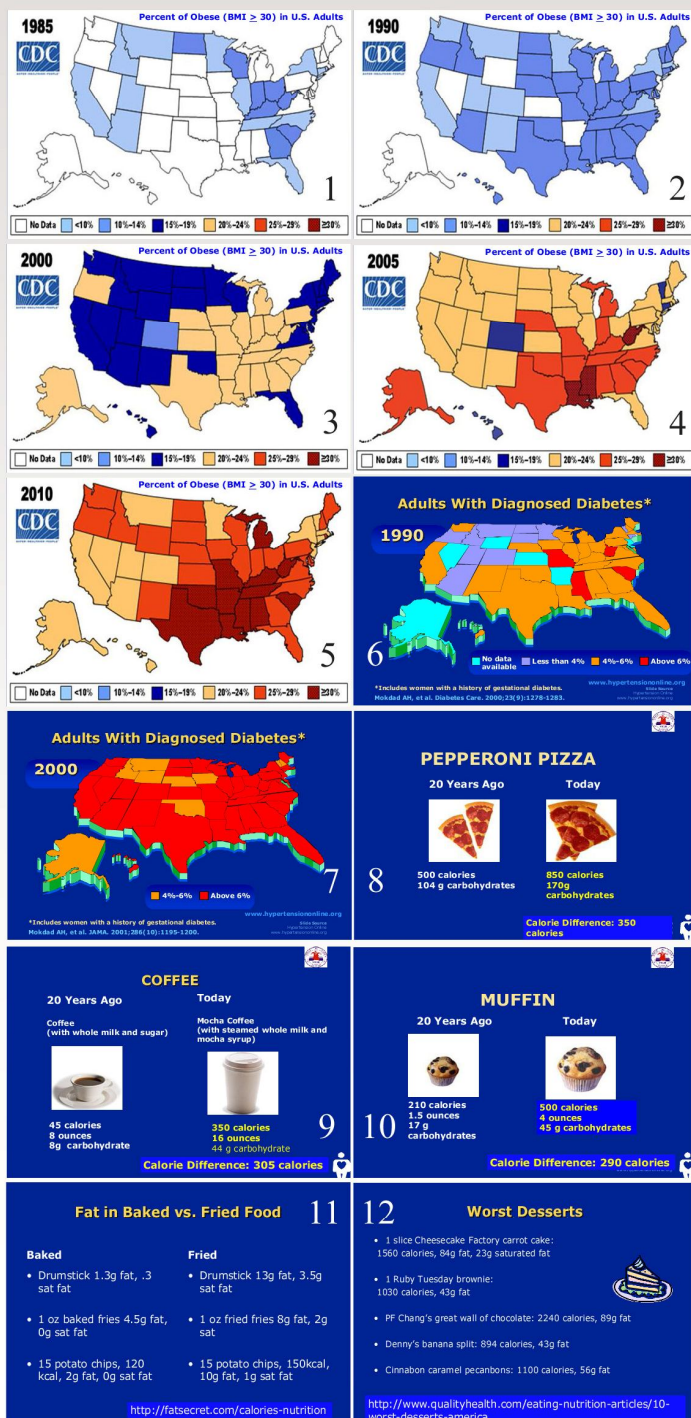 Percent of Obese (BMI ≥ 30) in U.S. Adults
1985
CDC
1
No Data <10% 10%–14% 15%–19% 20%–24% 25%–29% ≥30%
Percent of Obese (BMI ≥ 30) in U.S. Adults
1990
CDC
2
No Data <10% 10%–14% 15%–19% 20%–24% 25%–29% ≥30%
Percent of Obese (BMI ≥ 30) in U.S. Adults
2000
CDC
3
No Data <10% 10%–14% 15%–19% 20%–24% 25%–29% ≥30%
Percent of Obese (BMI ≥ 30) in U.S. Adults
2005
CDC
4
No Data <10% 10%–14% 15%–19% 20%–24% 25%–29% ≥30%
Percent of Obese (BMI ≥ 30) in U.S. Adults
2010
CDC
5
No Data <10% 10%–14% 15%–19% 20%–24% 25%–29% ≥30%
Adults With Diagnosed Diabetes*
1990
6
No data
available
Less than 4% 4%-6% Above 6%
www.hypertensiononline.org
Slide Source
Hypertension Online
www.hypertensiononline.org
*Includes women with a history of gestational diabetes.
Mokdad AH, et al. Diabetes Care. 2000;23(9):1278-1283.
Adults With Diagnosed Diabetes*
2000
7
4%-6% Above 6%
www.hypertensiononline.org
Slide Source
Hypertension Online
www.hypertensiononline.org
*Includes women with a history of gestational diabetes.
Mokdad AH, et al. JAMA. 2001;286(10):1195-1200.
PEPPERONI PIZZA
20 Years Ago Today
8
500 calories
104 g carbohydrates
850 calories
170g
carbohydrates
Calorie Difference: 350
calories
COFFEE
20 Years Ago
Coffee
(with whole milk and sugar)
Today
Mocha Coffee
(with steamed whole milk and
mocha syrup)
45 calories
8 ounces
8g carbohydrate
350 calories
16 ounces
44 g carbohydrate
9
Calorie Difference: 305 calories
MUFFIN
20 Years Ago Today
10
210 calories
1.5 ounces
17 g
carbohydrates
500 calories
4 ounces
45 g carbohydrates
Calorie Difference: 290 calories
Fat in Baked vs. Fried Food
11
Baked
• Drumstick 1.3g fat, .3
sat fat
• 1 oz baked fries 4.5g fat,
0g sat fat
• 15 potato chips, 120
kcal, 2g fat, 0g sat fat
Fried
• Drumstick 13g fat, 3.5g
sat fat
• 1 oz fried fries 8g fat, 2g
sat
• 15 potato chips, 150kcal,
10g fat, 1g sat fat
http://fatsecret.com/calories-nutrition
12
Worst Desserts
• 1 slice Cheesecake Factory carrot cake:
1560 calories, 84g fat, 23g saturated fat
• 1 Ruby Tuesday brownie:
1030 calories, 43g fat
• PF Chang's great wall of chocolate: 2240 calories, 89g fat
• Denny's banana split: 894 calories, 43g fat
• Cinnabon caramel pecanbons: 1100 calories, 56g fat
http://www.qualityhealth.com/eating-nutrition-articles/10-
worst-desserts-america